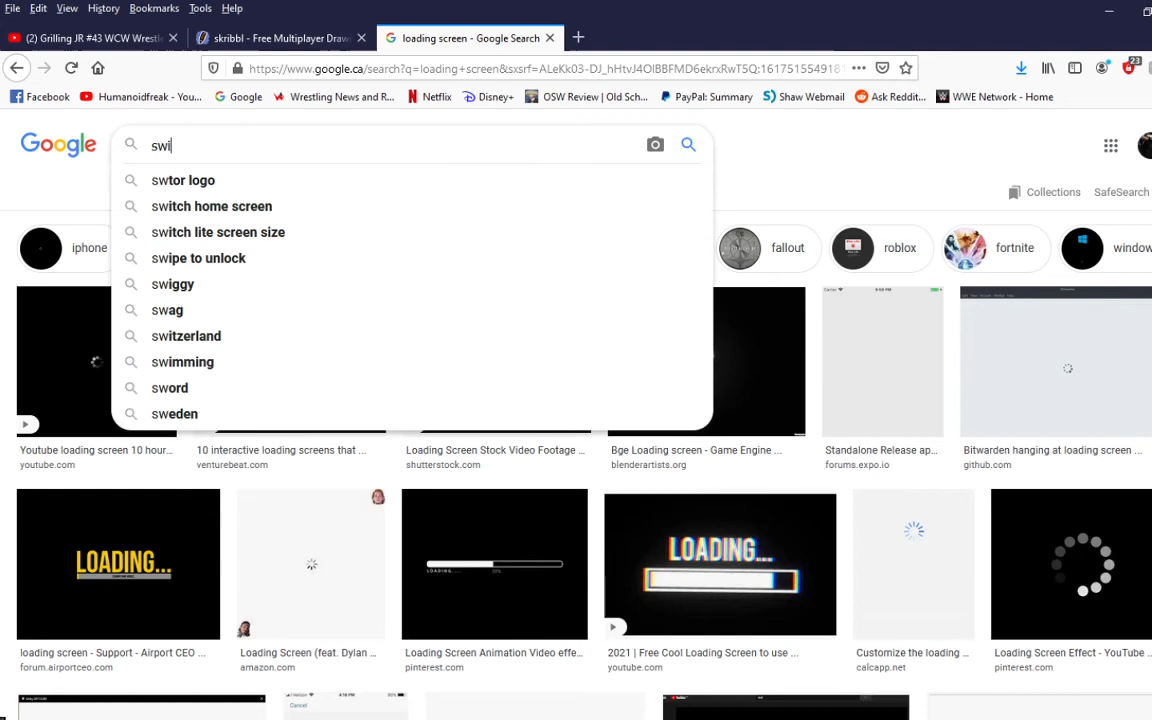 File Edit View History Bookmarks Tools Help
(2) Grilling JR #43 WCW Wrestl
skribbl - Free Multiplayer Draw
loading screen - Google Search
https://www.google.ca/search?q=loading+screen&sxsrf=ALeKk03-DJ_hHtvJ4OlBBFMD6ekrxRwT5Q:1617515549181
23
Facebook Humanoidfreak - You... Google Wrestling News and R... Netflix Disney+ OSW Review | Old Sch... PayPal: Summary Shaw Webmail Ask Reddit... WWE Network - Home
Google
swi
swtor logo
switch home screen
switch lite screen size
swipe to unlock
swiggy
swag
switzerland
swimming
sword
sweden
Collections SafeSearch
iphone fallout roblox fortnite window
Youtube loading screen 10 hour...
youtube.com
10 interactive loading screens that ...
venturebeat.com
Loading Screen Stock Video Footage ...
shutterstock.com
Bge Loading screen - Game Engine ...
blenderartists.org
Standalone Release ap...
forums.expo.io
Bitwarden hanging at loading screen ...
github.com
LOADING...
LOADING...
LOADING...
loading screen - Support - Airport CEO ...
forum.airportceo.com
Loading Screen (feat. Dylan ...
amazon.com
Loading Screen Animation Video effe...
pinterest.com
2021 | Free Cool Loading Screen to use ...
youtube.com
Customize the loading ...
calcapp.net
Loading Screen Effect - YouTube ...
pinterest.com
Cancel